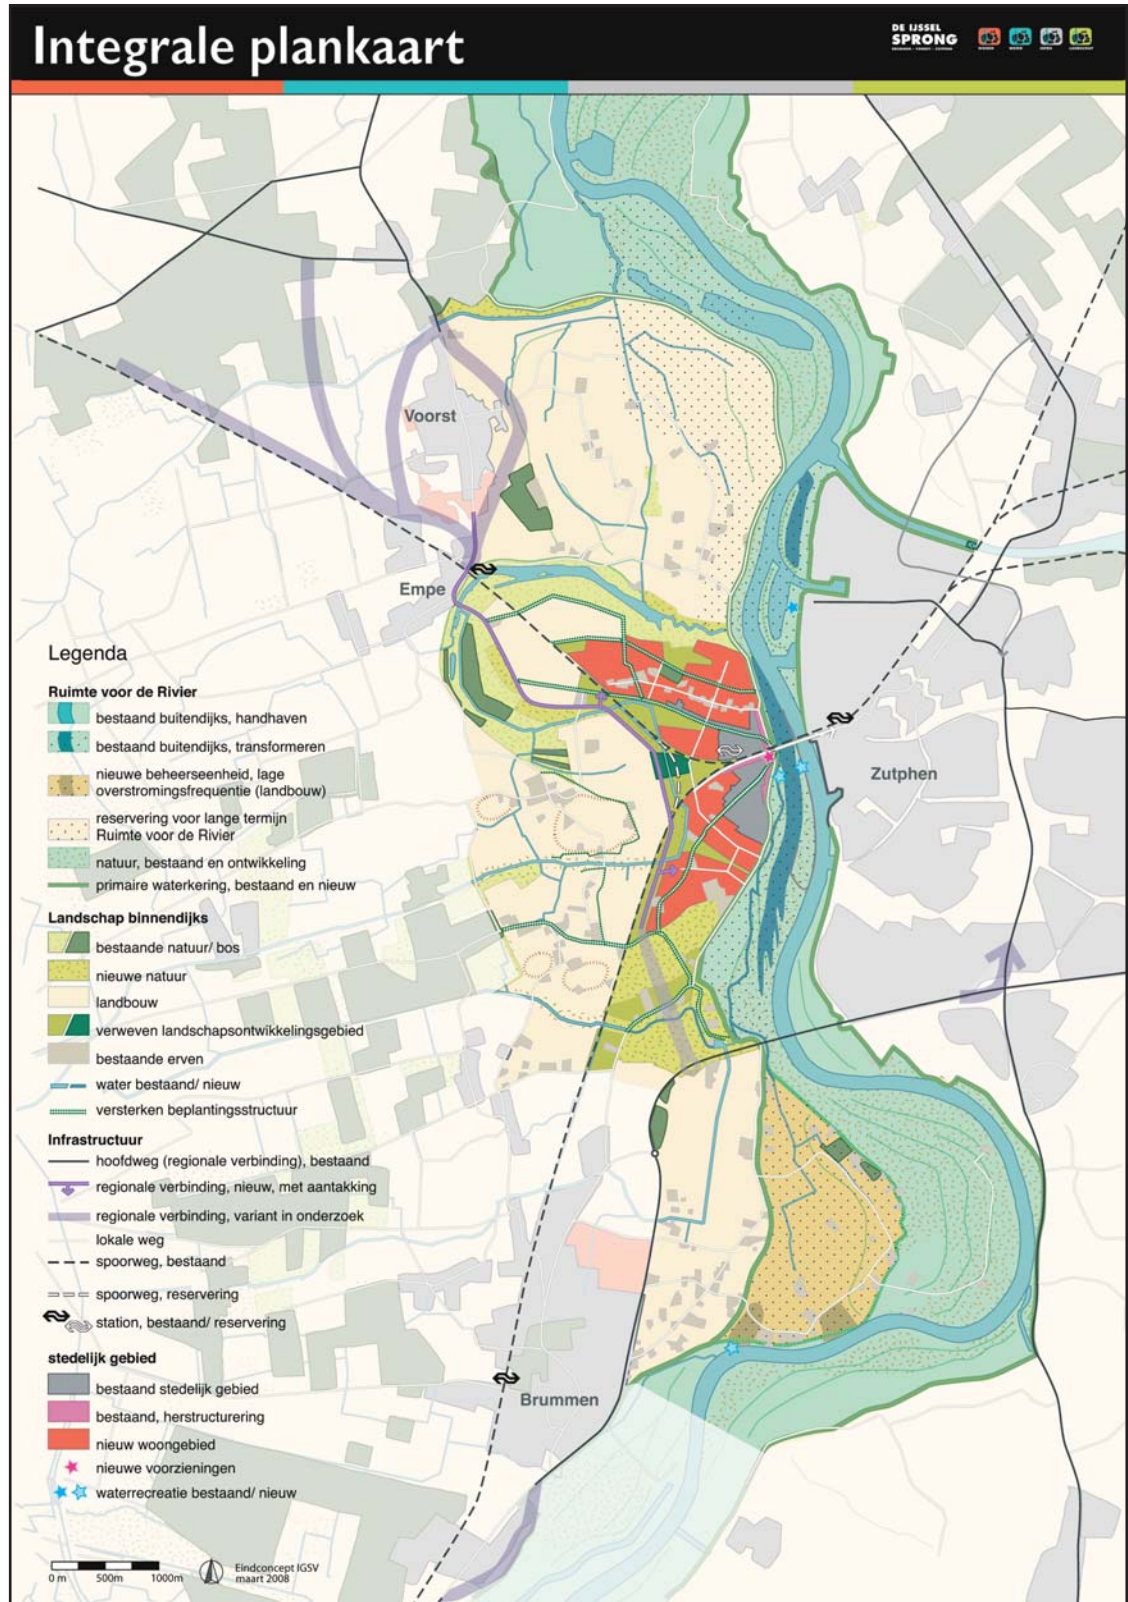 Integrale plankaart
DE IJSSEL
SPRONG
Voorst
Empe
Zutphen
Brummen
Legenda
Ruimte voor de Rivier
bestaand buitendijks, handhaven
bestaand buitendijks, transformeren
nieuwe beheerseenheid, lage
overstromingsfrequentie (landbouw)
reservering voor lange termijn
Ruimte voor de Rivier
natuur, bestaand en ontwikkeling
primaire waterkering, bestaand en nieuw
Landschap binnendijks
bestaande natuur/ bos
nieuwe natuur
landbouw
verweven landschapsontwikkelingsgebied
bestaande erven
water bestaand/ nieuw
versterken beplantingsstructuur
Infrastructuur
hoofdweg (regionale verbinding), bestaand
regionale verbinding, nieuw, met aantakking
regionale verbinding, variant in onderzoek
lokale weg
spoorweg, bestaand
spoorweg, reservering
station, bestaand/ reservering
stedelijk gebied
bestaand stedelijk gebied
bestaand, herstructurering
nieuw woongebied
nieuwe voorzieningen
waterrecreatie bestaand/ nieuw
0 m 500m 1000m
Eindconcept IGSV
maart 2008